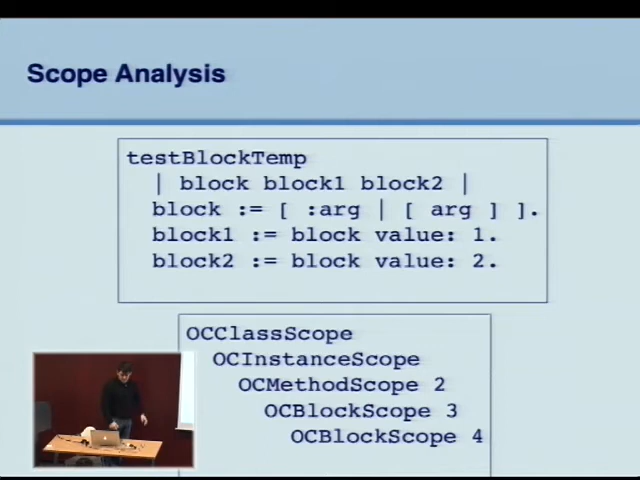 Scope Analysis
testBlockTemp
| block block1 block2 |
block := [ :arg | [ arg ] ].
block1 := block value: 1.
block2 := block value: 2.
OCClassScope
OCInstanceScope
OCMethodScope 2
OCBlockScope 3
OCBlockScope 4